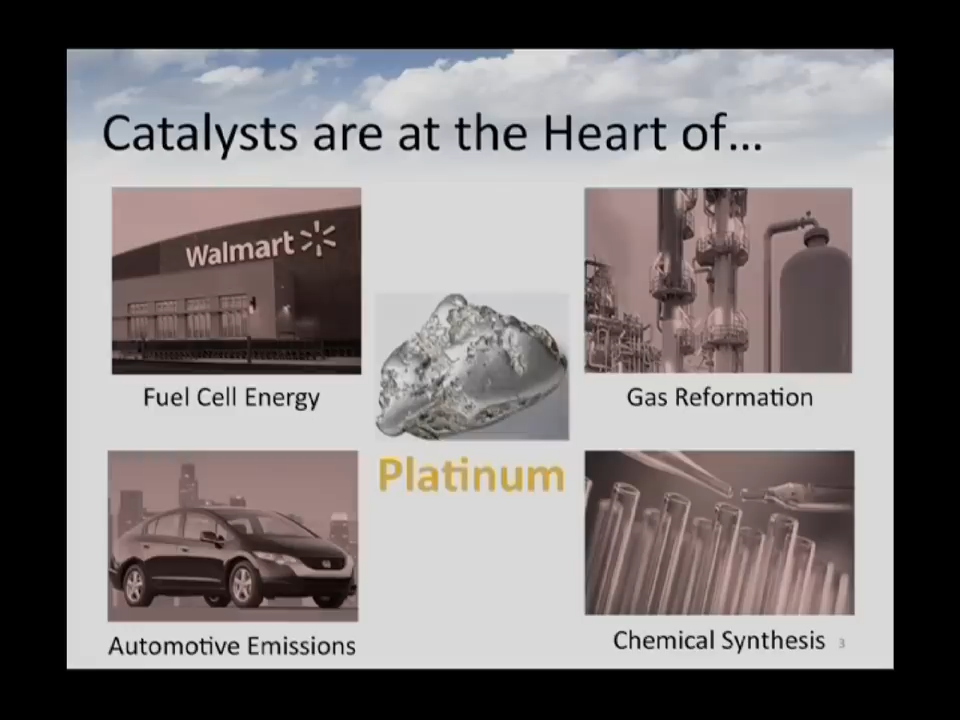 Catalysts are at the Heart of...
Walmart
Fuel Cell Energy
Gas Reformation
Platinum
Automotive Emissions
Chemical Synthesis
3